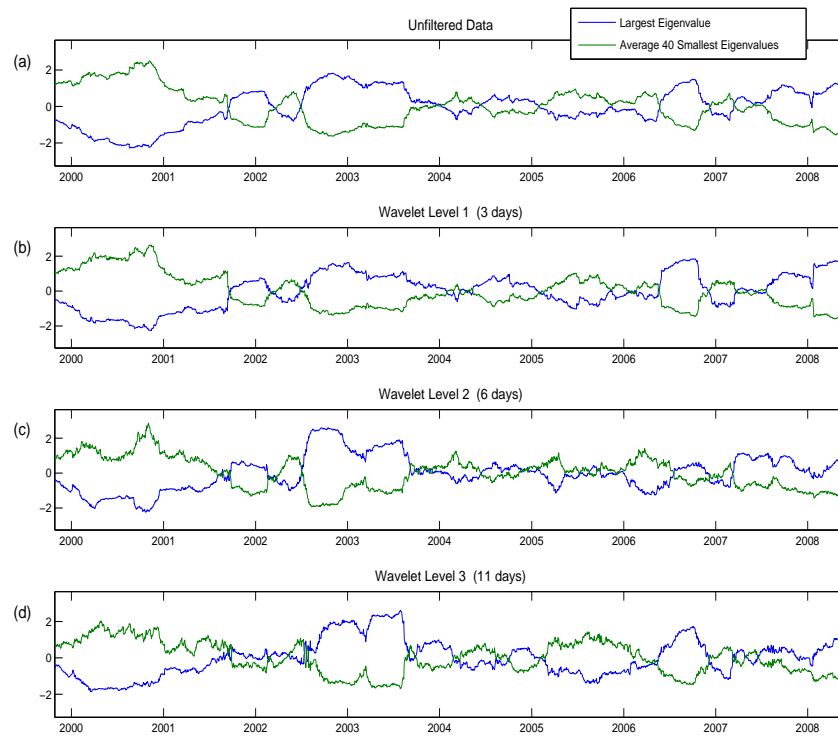 Unfiltered Data
Largest Eigenvalue
Average 40 Smallest Eigenvalues
(a)
2
0
−2
2000 2001 2002 2003 2004 2005 2006 2007 2008
Wavelet Level 1 (3 days)
(b)
2
0
−2
2000 2001 2002 2003 2004 2005 2006 2007 2008
Wavelet Level 2 (6 days)
(c)
2
0
−2
2000 2001 2002 2003 2004 2005 2006 2007 2008
Wavelet Level 3 (11 days)
(d)
2
0
−2
2000 2001 2002 2003 2004 2005 2006 2007 2008